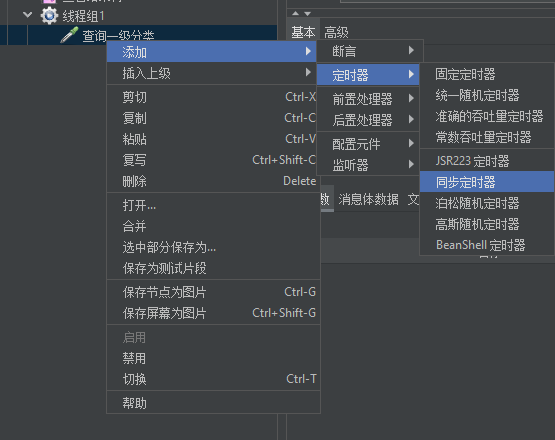 线程组1
查询一级分类
基本 高级
添加
插入上级
剪切 Ctrl-X
复制 Ctrl-C
粘贴 Ctrl-V
复写 Ctrl+Shift-C
删除 Delete
打开...
合并
选中部分保存为...
保存为测试片段
保存节点为图片 Ctrl-G
保存屏幕为图片 Ctrl+Shift-G
启用
禁用
切换 Ctrl-T
帮助
断言
定时器
前置处理器
后置处理器
配置元件
监听器
数 消息体数据 文
固定定时器
统一随机定时器
准确的吞吐量定时器
常数吞吐量定时器
JSR223 定时器
同步定时器
泊松随机定时器
高斯随机定时器
BeanShell 定时器